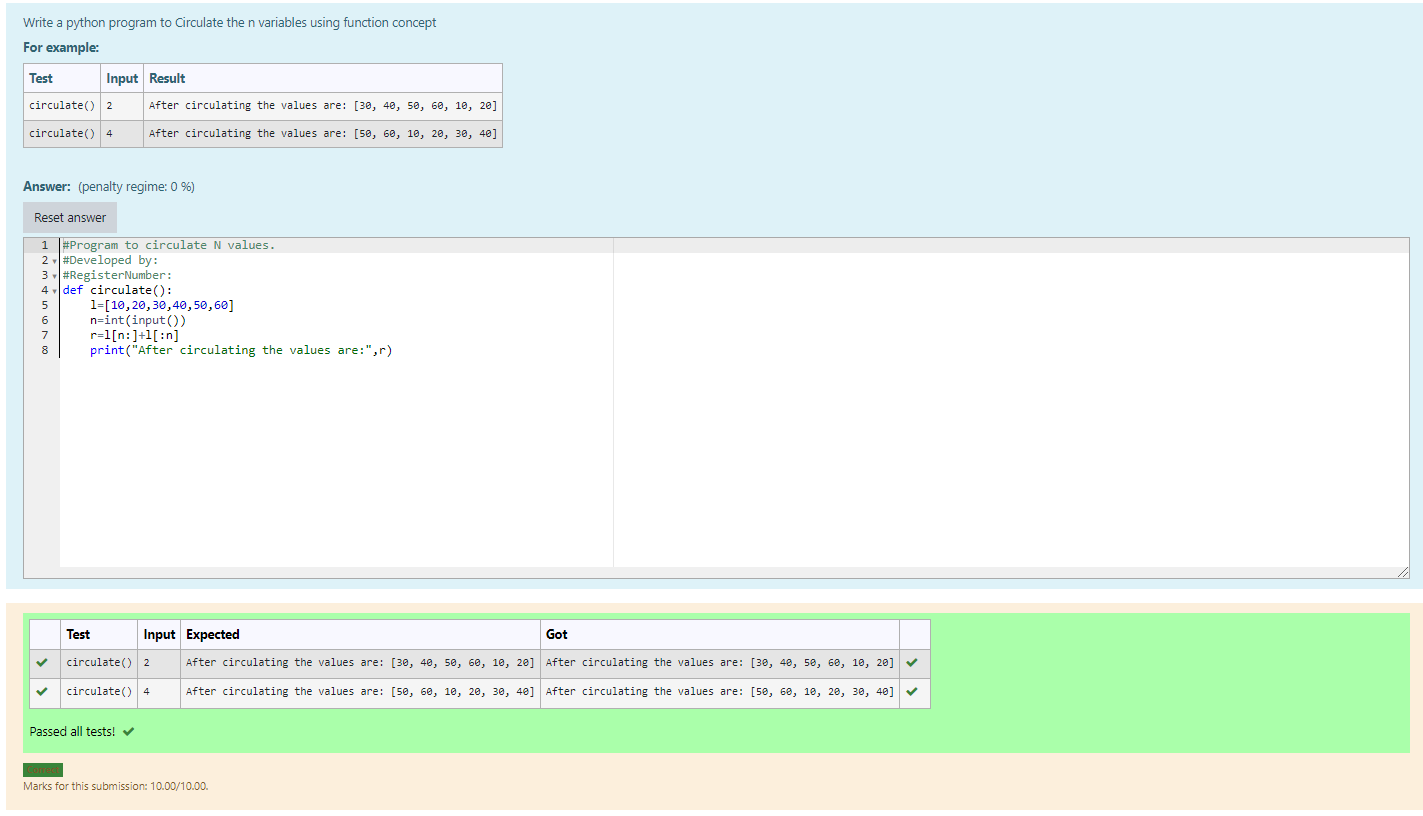 Write a python program to Circulate the n variables using function concept
For example:
Test Input Result
circulate() 2 After circulating the values are: [30, 40, 50, 60, 10, 20]
circulate() 4 After circulating the values are: [50, 60, 10, 20, 30, 40]
Answer: (penalty regime: 0 %)
Reset answer
1 #Program to circulate N values.
2 #Developed by:
3 #RegisterNumber:
4 def circulate():
5 l=[10,20,30,40,50,60]
6 n=int(input())
7 r=l[n:]+l[:n]
8 print("After circulating the values are:",r)
Test Input Expected Got
circulate() 2 After circulating the values are: [30, 40, 50, 60, 10, 20] After circulating the values are: [30, 40, 50, 60, 10, 20]
circulate() 4 After circulating the values are: [50, 60, 10, 20, 30, 40] After circulating the values are: [50, 60, 10, 20, 30, 40]
Passed all tests!
Marks for this submission: 10.00/10.00.